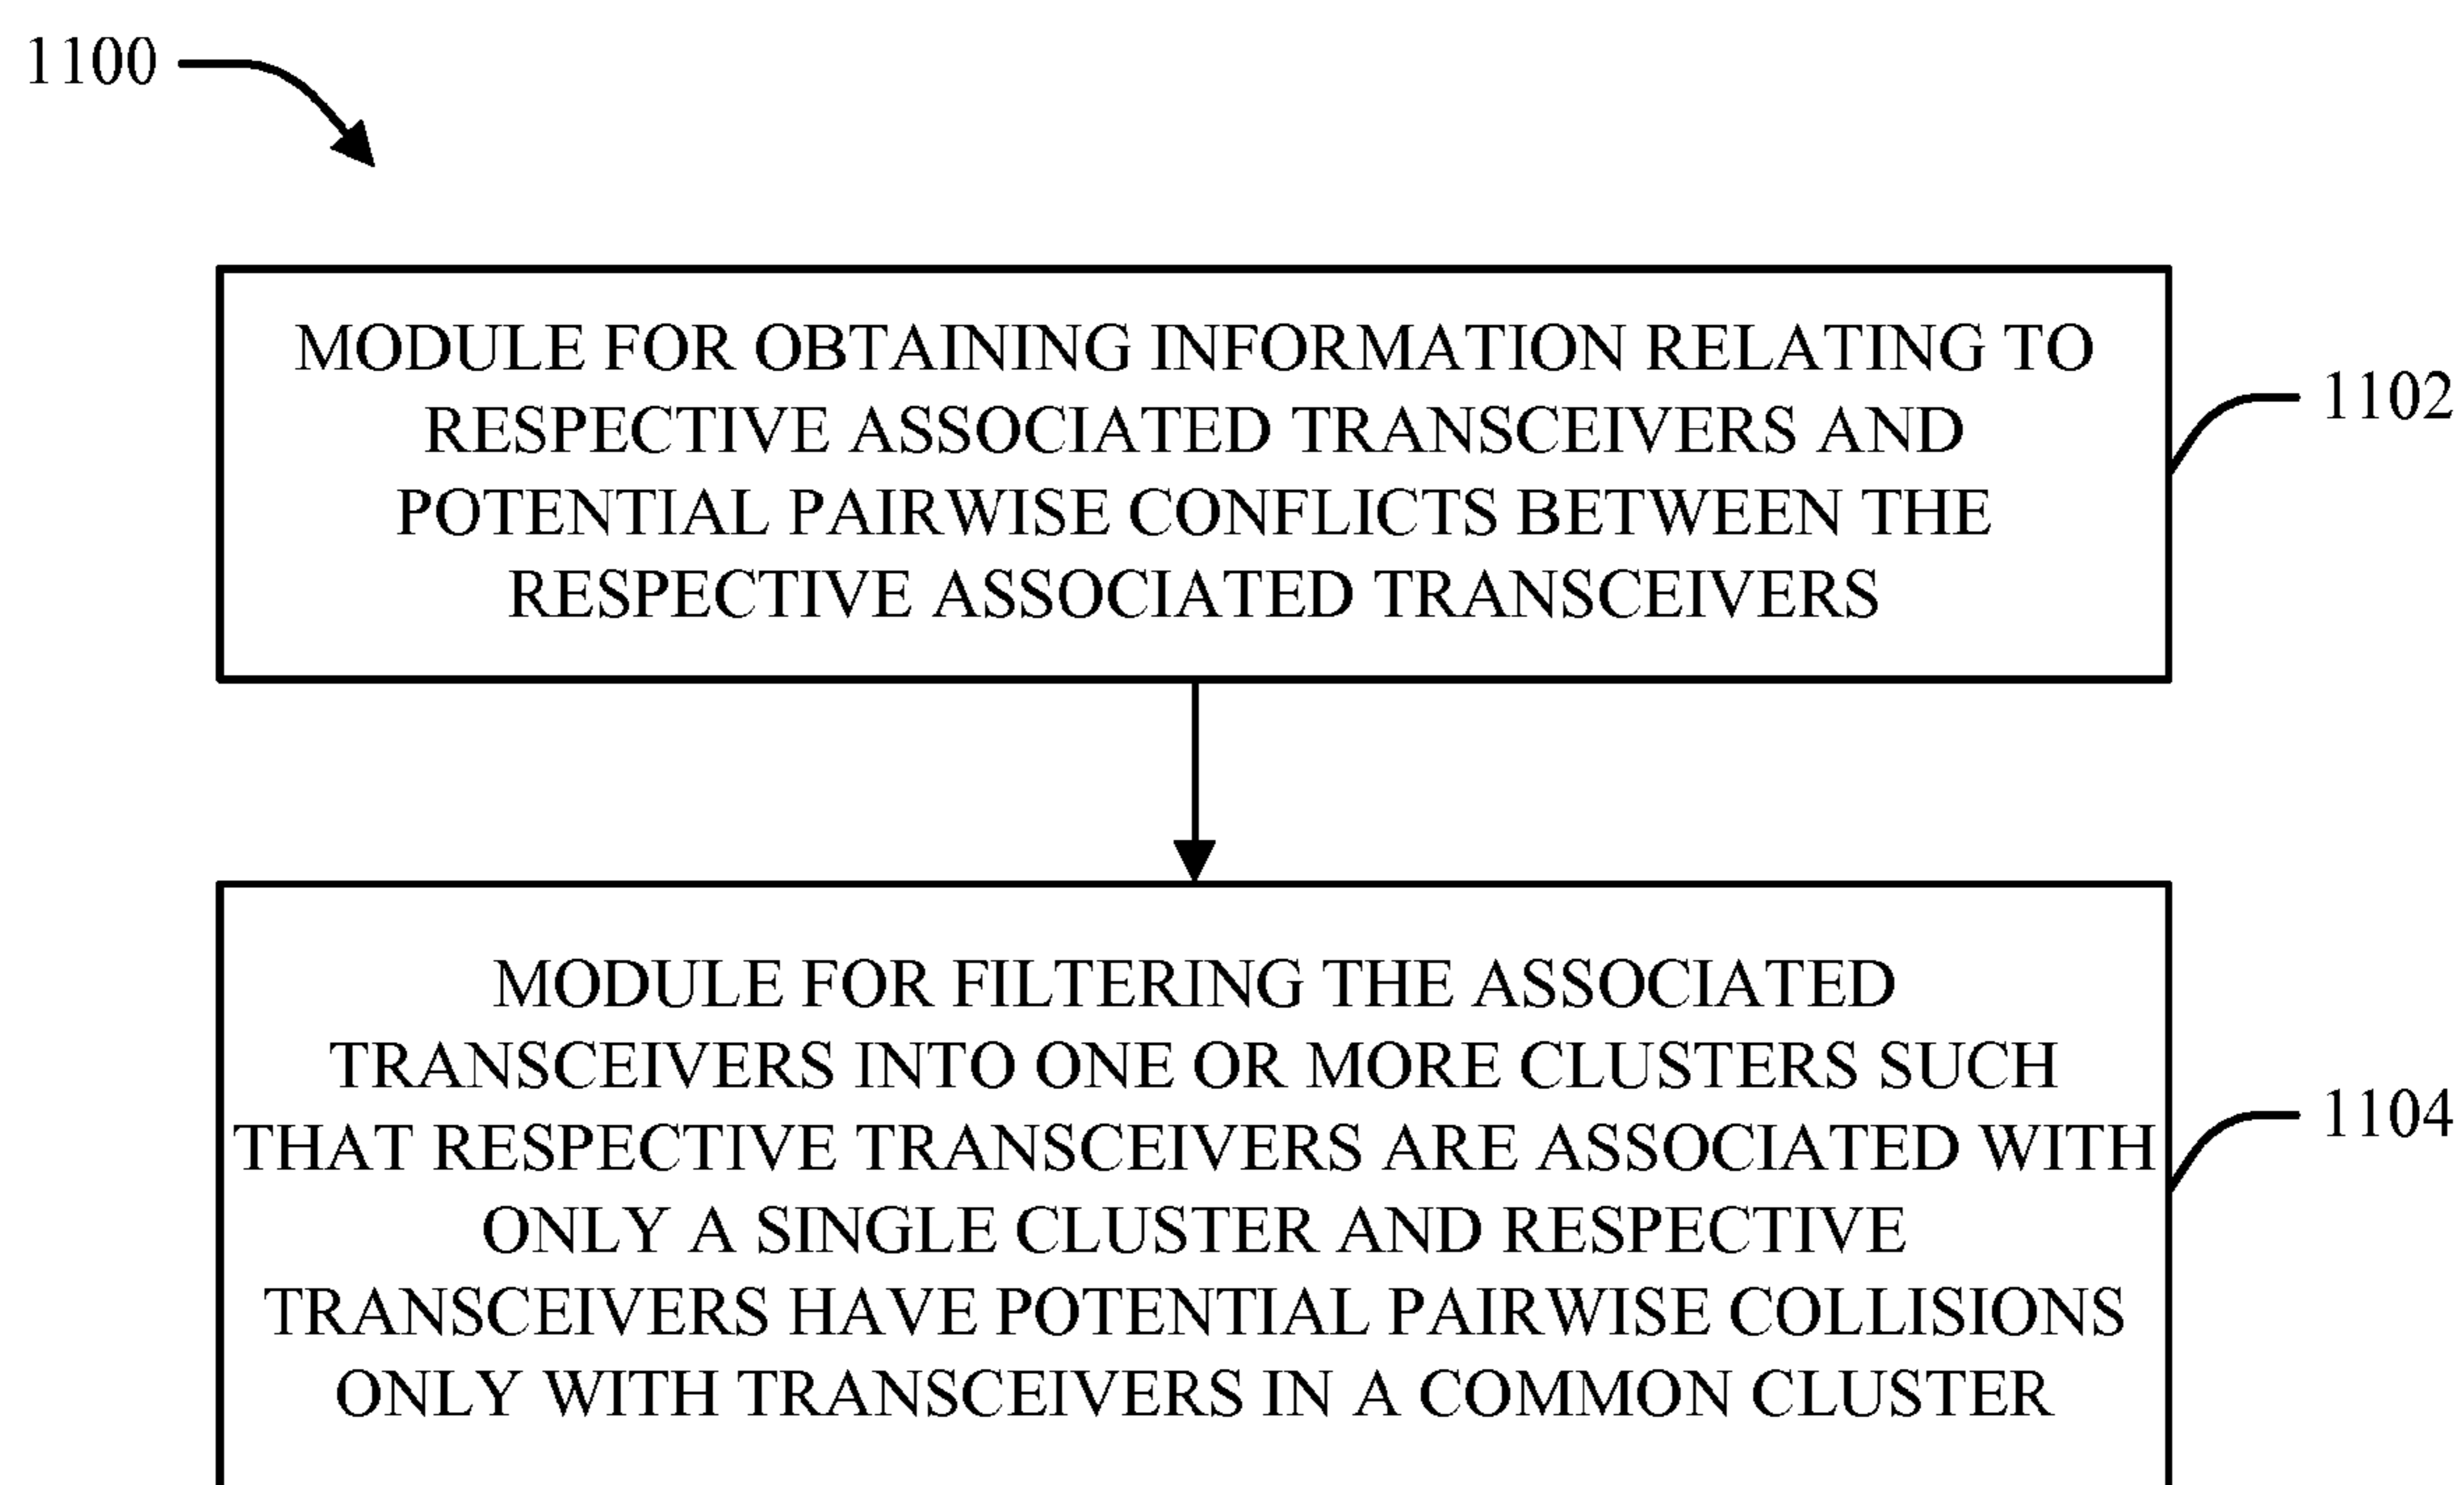 1100
MODULE FOR OBTAINING INFORMATION RELATING TO
RESPECTIVE ASSOCIATED TRANSCEIVERS AND
POTENTIAL PAIRWISE CONFLICTS BETWEEN THE
RESPECTIVE ASSOCIATED TRANSCEIVERS
1102
MODULE FOR FILTERING THE ASSOCIATED
TRANSCEIVERS INTO ONE OR MORE CLUSTERS SUCH
THAT RESPECTIVE TRANSCEIVERS ARE ASSOCIATED WITH
ONLY A SINGLE CLUSTER AND RESPECTIVE
TRANSCEIVERS HAVE POTENTIAL PAIRWISE COLLISIONS
ONLY WITH TRANSCEIVERS IN A COMMON CLUSTER
1104